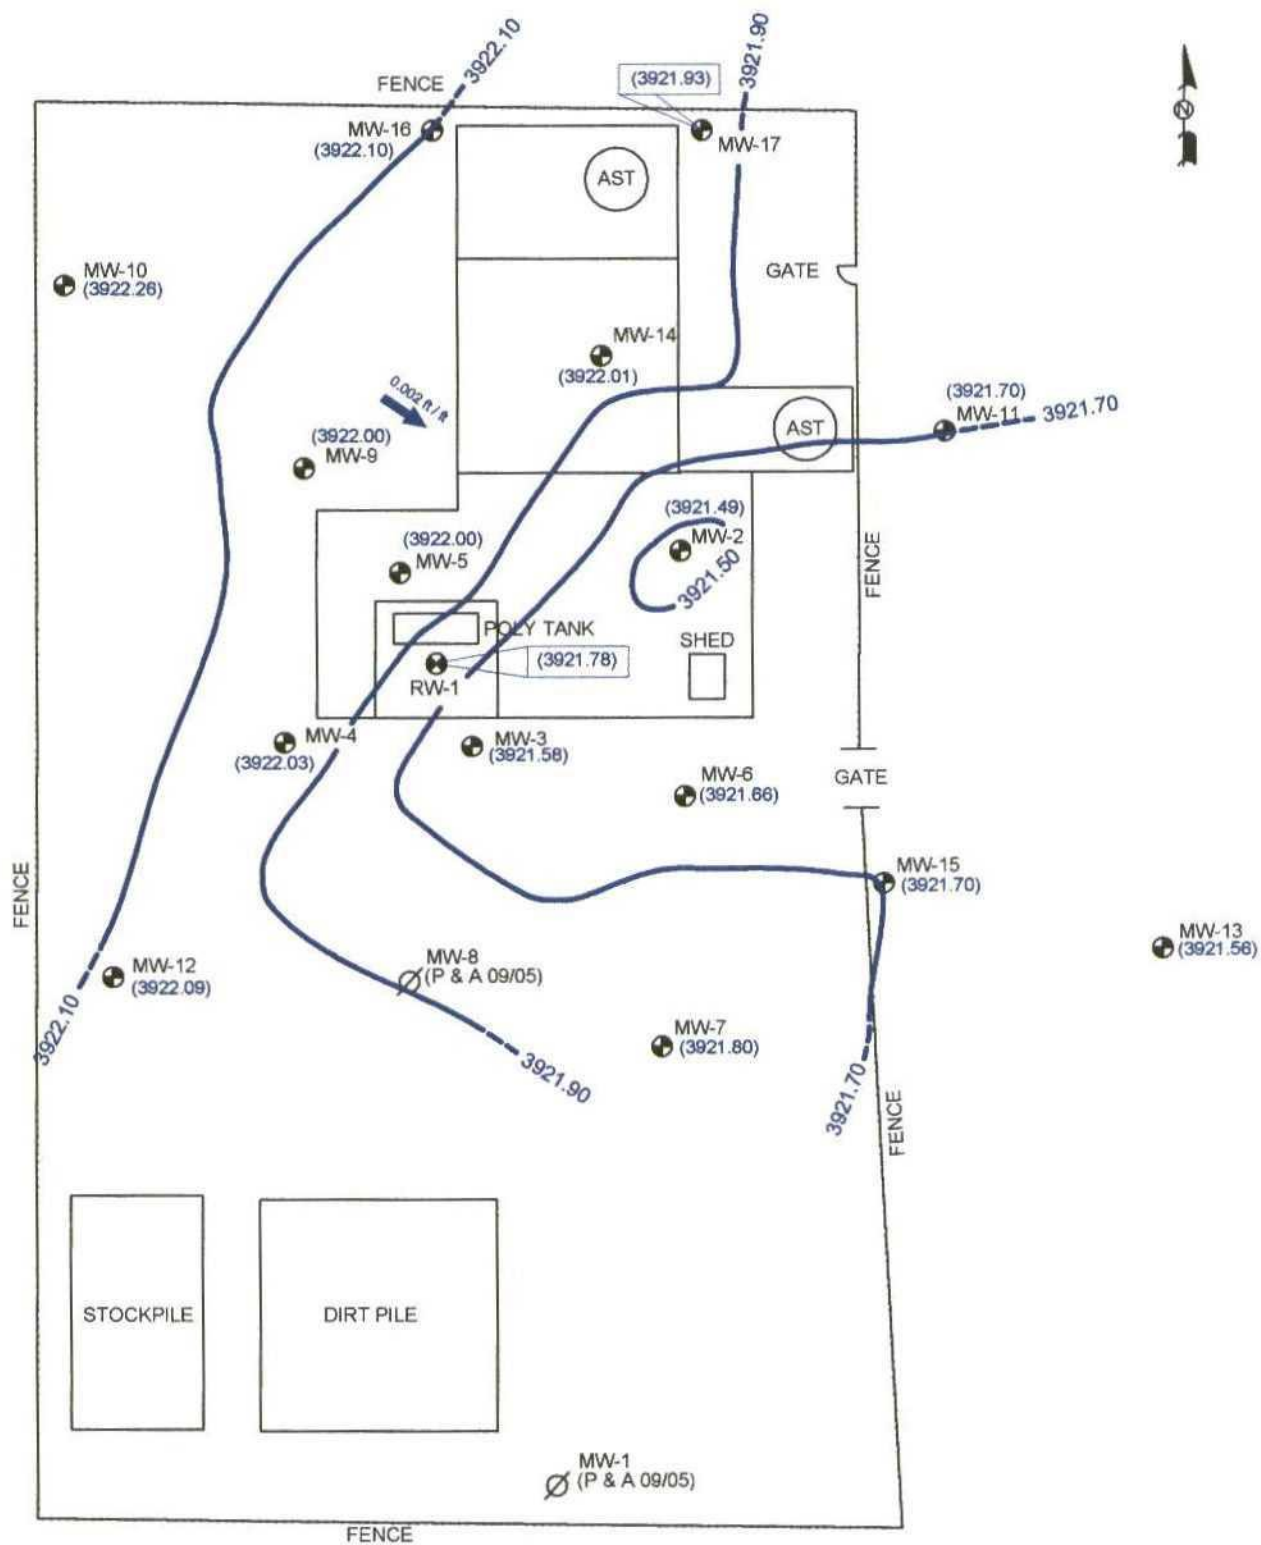 3922.10
3921.90
FENCE
(3921.93)
MW-16
(3922.10)
MW-17
AST
N
MW-10
(3922.26)
GATE
MW-14
(3922.01)
0.002 ft / ft
(3921.70)
MW-11
3921.70
AST
(3922.00)
MW-9
(3921.49)
MW-2
3921.50
(3922.00)
MW-5
FENCE
POLY TANK
SHED
(3921.78)
RW-1
MW-4
(3922.03)
MW-3
(3921.58)
MW-6
(3921.66)
GATE
MW-15
(3921.70)
FENCE
MW-13
(3921.56)
MW-12
(3922.09)
MW-8
(P & A 09/05)
3922.10
MW-7
(3921.80)
3921.90
3921.70
FENCE
STOCKPILE
DIRT PILE
MW-1
(P & A 09/05)
FENCE